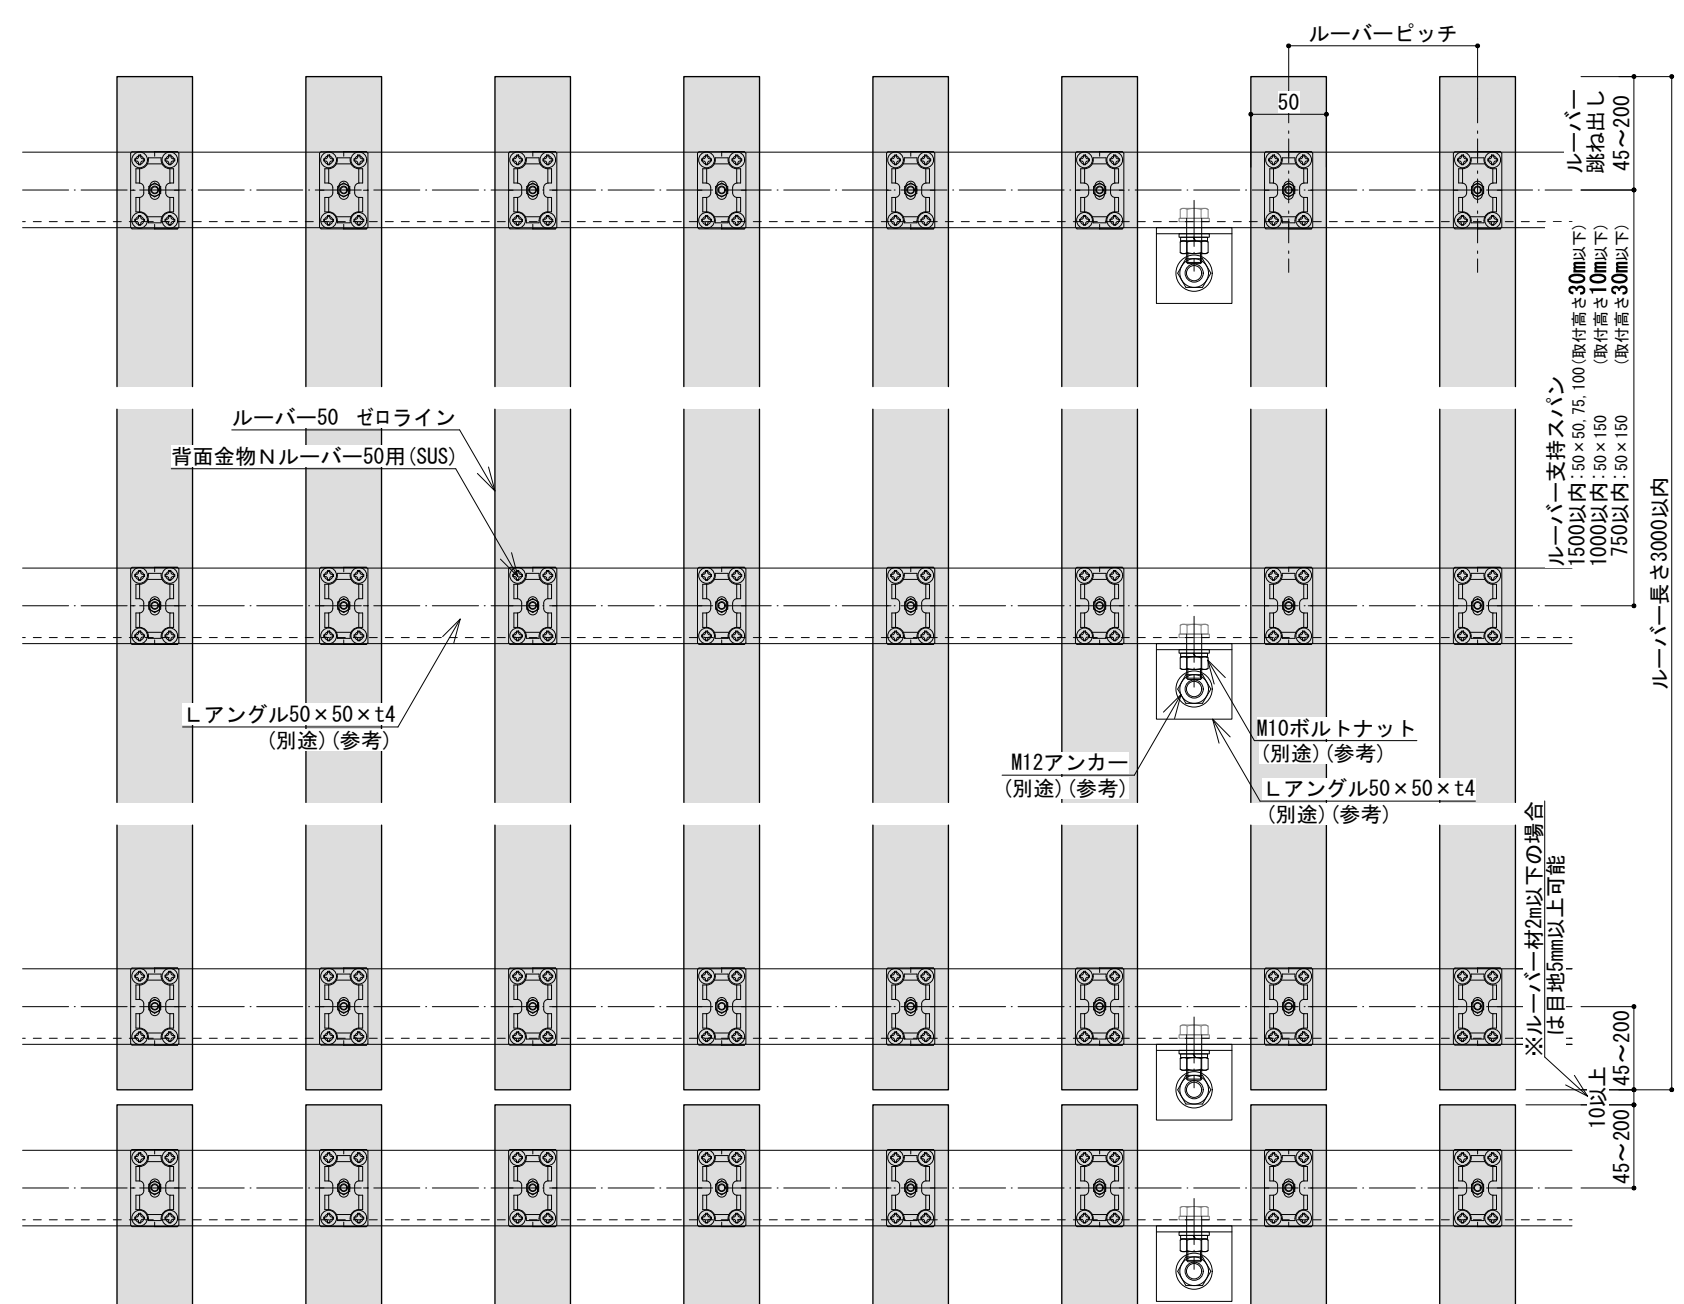 ルーバーピッチ
50
ルーバー
跳ね出し
45～200
ルーバー支持スパン
1500以内:50×50, 75, 100(取付高さ30m以下)
1000以内:50×150 (取付高さ10m以下)
750以内:50×150 (取付高さ30m以下)
ルーバー長さ3000以内
ルーバー50 ゼロライン
背面金物Nルーバー50用(SUS)
Lアングル50×50×t4
(別途)(参考)
M12アンカー
(別途)(参考)
M10ボルトナット
(別途)(参考)
Lアングル50×50×t4
(別途)(参考)
※ルーバー材2m以下の場合
は目地5mm以上可能
45～200
10以上
45～200